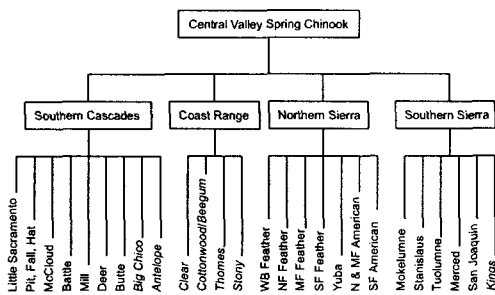 Central Valley Spring Chinook
Southern Cascades
Coast Range
Northern Sierra
Southern Sierra
Little Sacramento
Pit, Fall, Hat
McCloud
Battle
Mill
Deer
Butte
Big Chico
Antelope
Clear
Cottonwood/Beegum
Thomes
Stony
WB Feather
NF Feather
MF Feather
SF Feather
Yuba
N & MF American
SF American
Mokelumne
Stanislaus
Tuolumne
Merced
San Joaquin
Kings